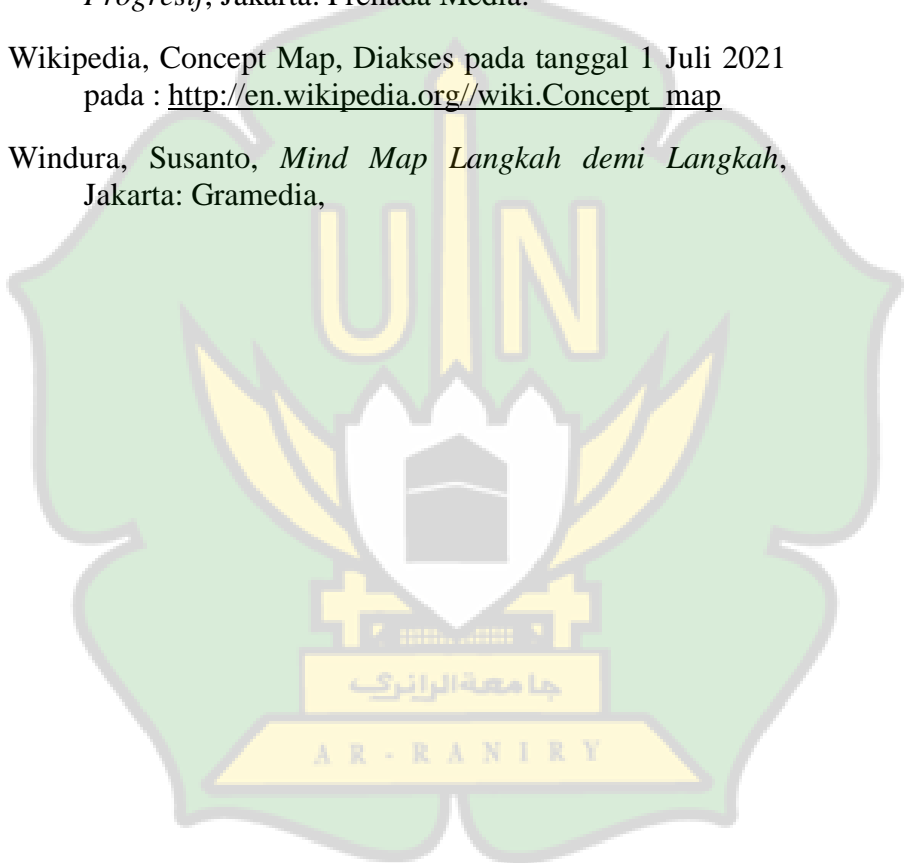 Progresif, Jakarta: Prenada Media.
Wikipedia, Concept Map, Diakses pada tanggal 1 Juli 2021
pada : http://en.wikipedia.org//wiki.Concept_map
Windura, Susanto, Mind Map Langkah demi Langkah,
Jakarta: Gramedia,
UIN
جامعة الرانري
AR-RANIRY